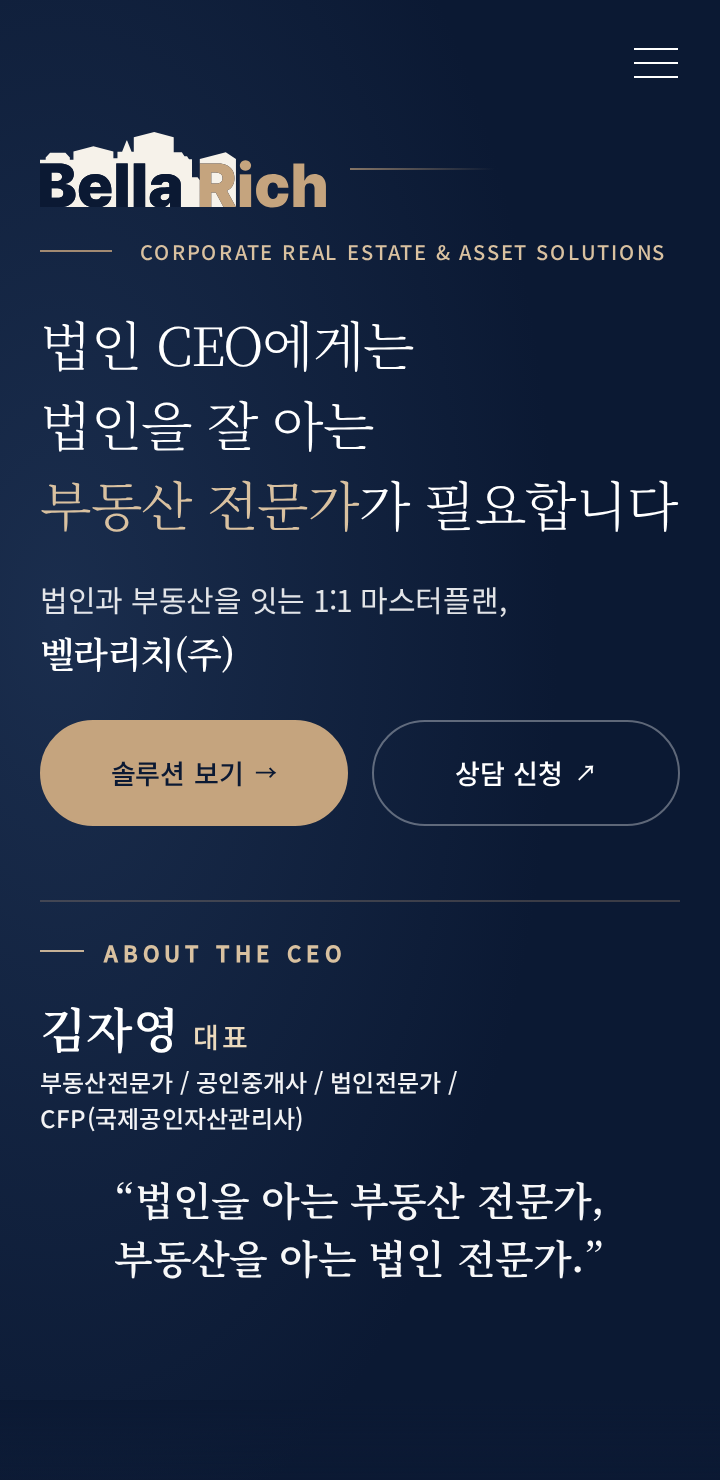 Bella Rich
CORPORATE REAL ESTATE & ASSET SOLUTIONS
법인 CEO에게는
법인을 잘 아는
부동산 전문가가 필요합니다
법인과 부동산을 잇는 1:1 마스터플랜,
벨라리치(주)
솔루션 보기 →
상담 신청 ↗
ABOUT THE CEO
김자영 대표
부동산전문가 / 공인중개사 / 법인전문가 /
CFP(국제공인자산관리사)
“법인을 아는 부동산 전문가,
부동산을 아는 법인 전문가.”